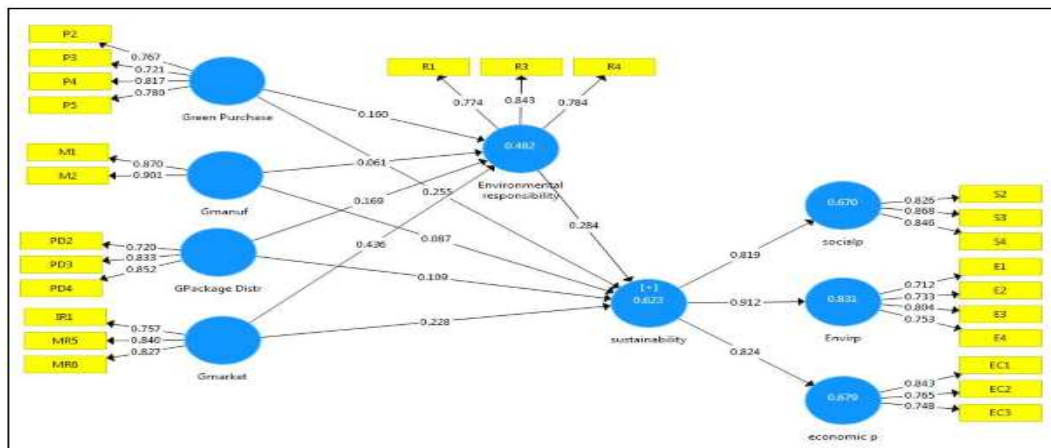 P2
P3
P4
P5
0.767
0.721
0.817
0.780
Green Purchase
M1
M2
0.870
0.901
Gmanuf
PD2
PD3
PD4
0.720
0.833
0.852
GPackage Distr
IR1
MR5
MR6
0.757
0.840
0.827
Gmarket
R1
R3
R4
0.774
0.843
0.784
0.482
Environmental
responsibility
0.160
0.061
0.255
0.169
0.436
0.087
0.109
0.228
0.284
[+]
0.623
sustainability
0.819
0.912
0.824
0.670
socialp
0.826
0.868
0.846
S2
S3
S4
0.831
Envirp
0.712
0.733
0.804
0.753
E1
E2
E3
E4
0.679
economic p
0.843
0.765
0.748
EC1
EC2
EC3